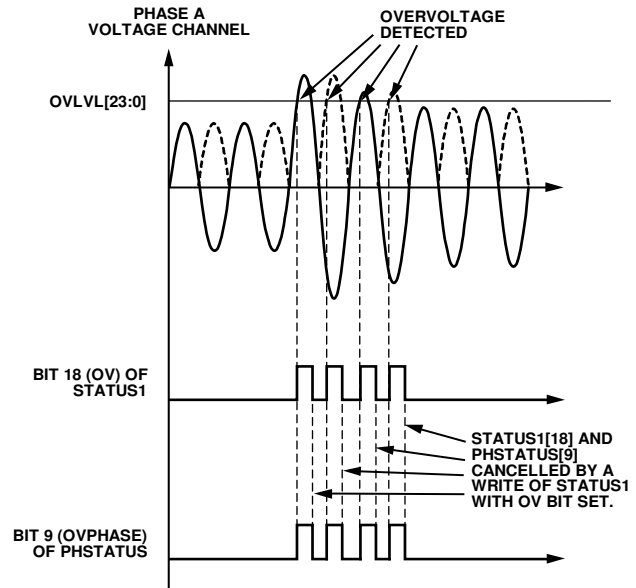 PHASE A
VOLTAGE CHANNEL
OVERVOLTAGE
DETECTED
OVLVL[23:0]
BIT 18 (OV) OF
STATUS1
STATUS1[18] AND
PHSTATUS[9]
CANCELLED BY A
WRITE OF STATUS1
WITH OV BIT SET.
BIT 9 (OVPHASE)
OF PHSTATUS